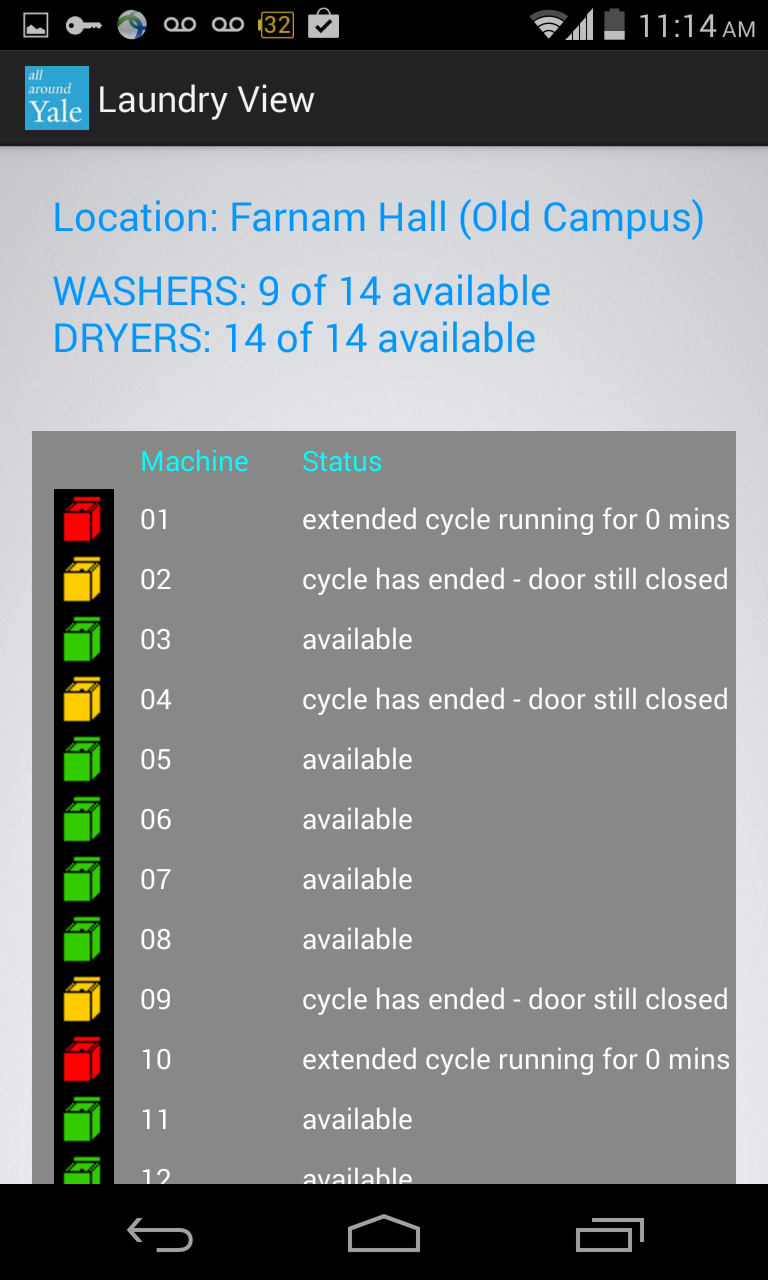 32
11:14 AM
all
around
Yale
Laundry View
Location: Farnam Hall (Old Campus)
WASHERS: 9 of 14 available
DRYERS: 14 of 14 available
Machine Status
01 extended cycle running for 0 mins
02 cycle has ended - door still closed
03 available
04 cycle has ended - door still closed
05 available
06 available
07 available
08 available
09 cycle has ended - door still closed
10 extended cycle running for 0 mins
11 available
12 available